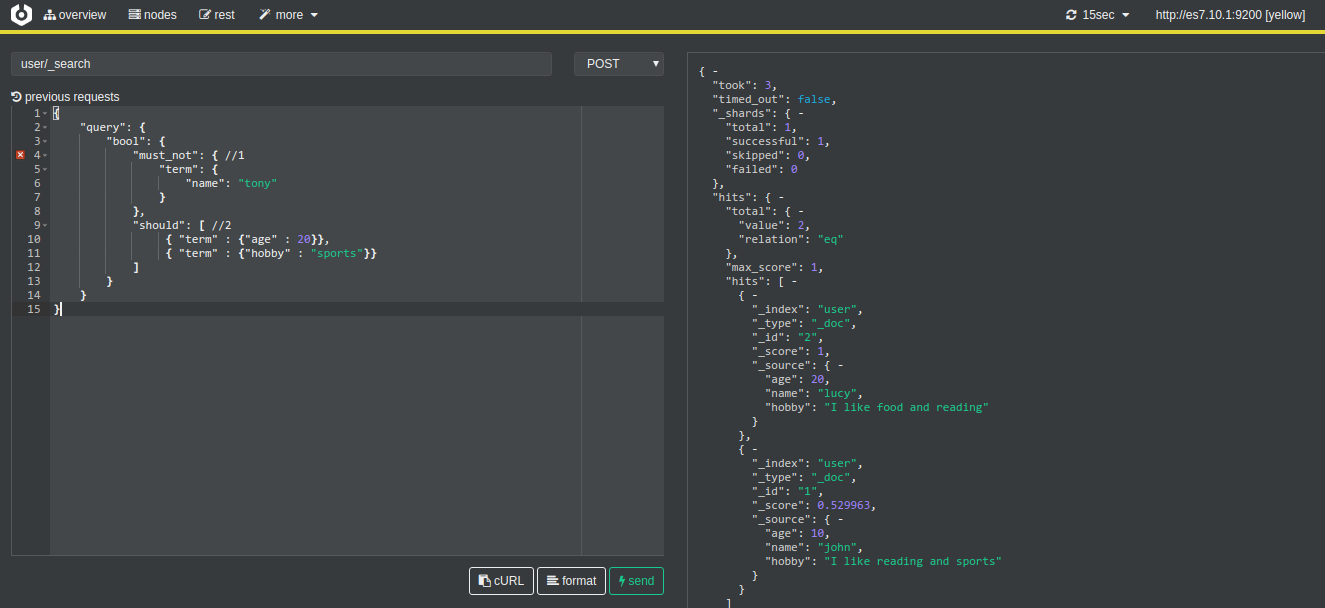 overview nodes rest more 15sec http://es7.10.1:9200 [yellow]
user/_search POST
previous requests
1 {
2 "query": {
3 "bool": {
4 "must_not": { //1
5 "term": {
6 "name": "tony"
7 }
8 },
9 "should": [ //2
10 { "term" : {"age" : 20}},
11 { "term" : {"hobby" : "sports"}}
12 ]
13 }
14 }
15 }
cURL format send
{ -
"took": 3,
"timed_out": false,
"_shards": { -
"total": 1,
"successful": 1,
"skipped": 0,
"failed": 0
},
"hits": { -
"total": { -
"value": 2,
"relation": "eq"
},
"max_score": 1,
"hits": [ -
{ -
"_index": "user",
"_type": "_doc",
"_id": "2",
"_score": 1,
"_source": { -
"age": 20,
"name": "lucy",
"hobby": "I like food and reading"
}
},
{ -
"_index": "user",
"_type": "_doc",
"_id": "1",
"_score": 0.529963,
"_source": { -
"age": 10,
"name": "john",
"hobby": "I like reading and sports"
}
}
]